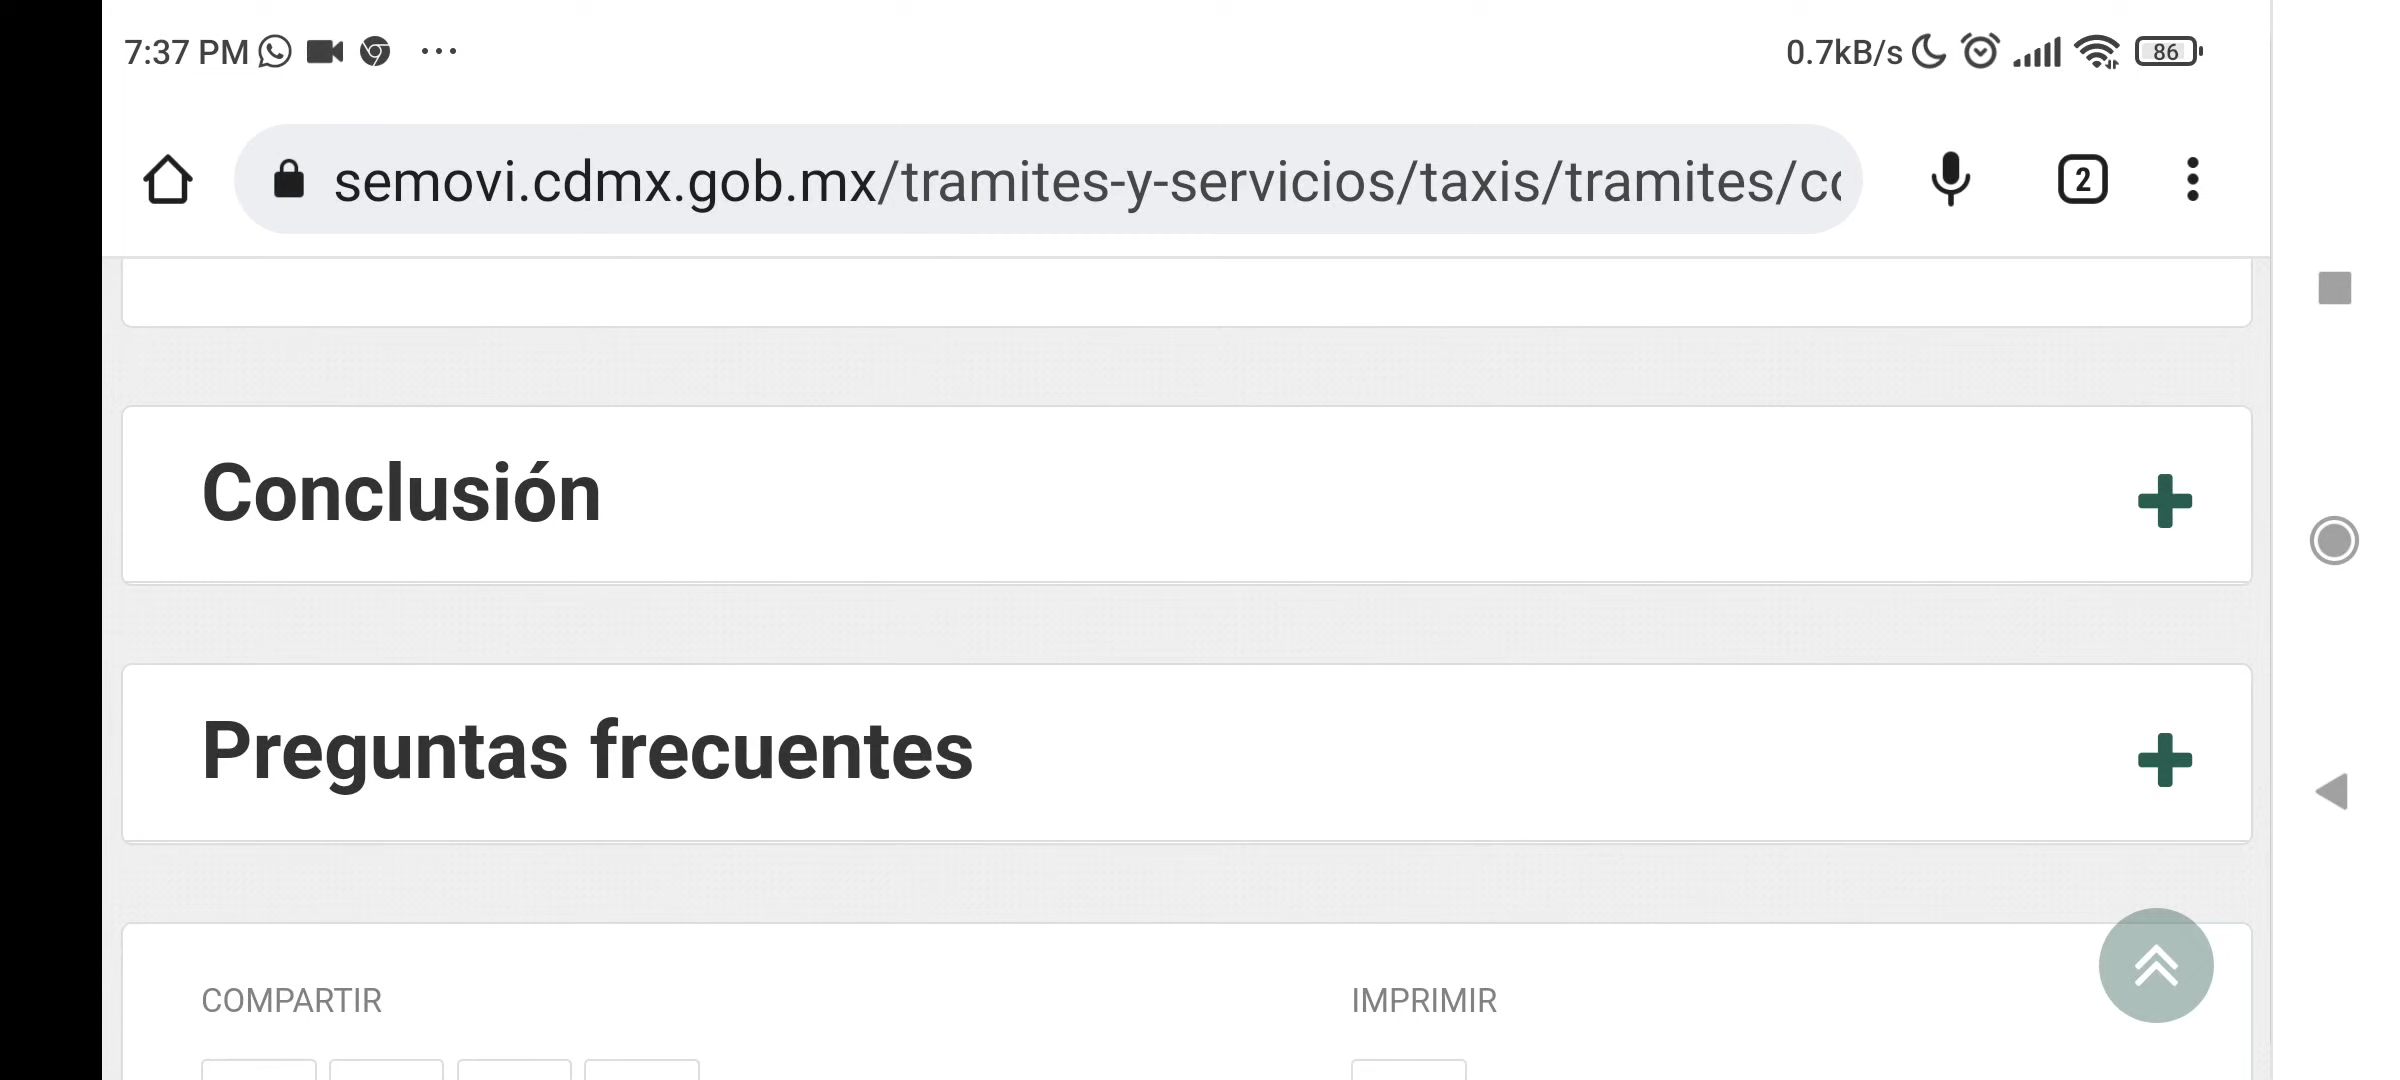 7:37 PM
0.7kB/s
86
semovi.cdmx.gob.mx/tramites-y-servicios/taxis/tramites/c
2
Conclusión
Preguntas frecuentes
COMPARTIR
IMPRIMIR